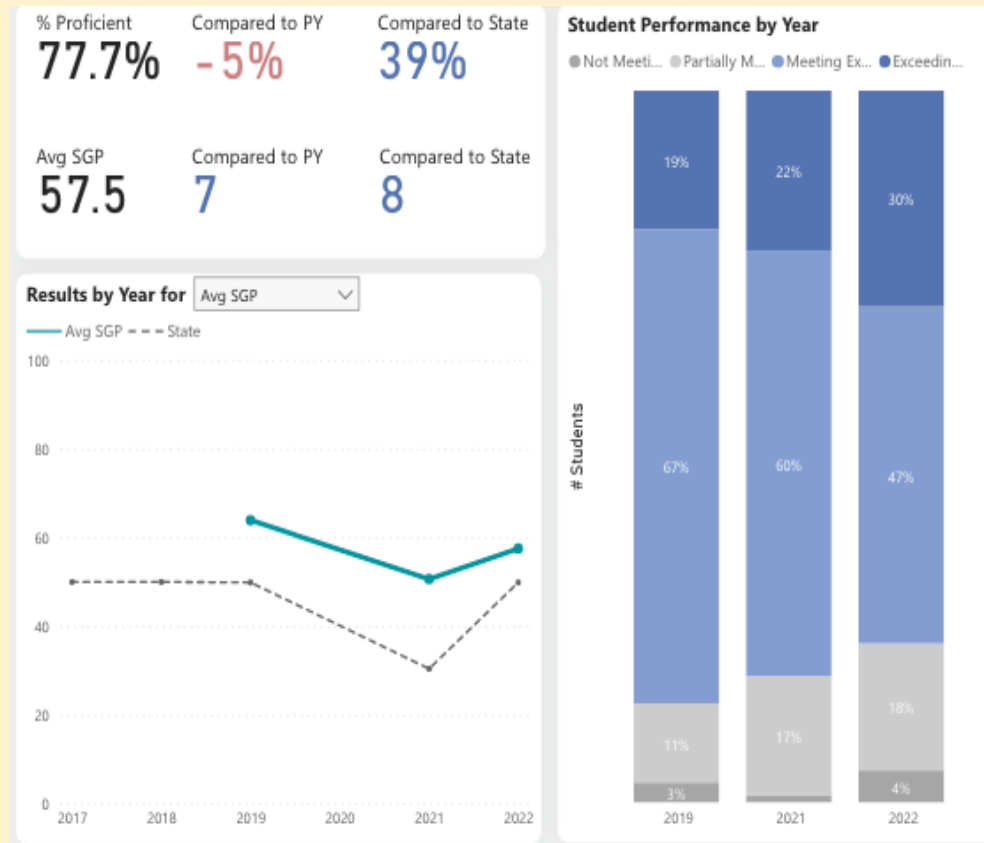 % Proficient Compared to PY Compared to State
77.7% -5% 39%
Avg SGP Compared to PY Compared to State
57.5 7 8
Results by Year for Avg SGP
Avg SGP State
100
80
60
40
20
0
2017 2018 2019 2020 2021 2022
Student Performance by Year
Not Meeti... Partially M... Meeting Ex... Exceedin...
# Students
19% 22% 30%
67% 60% 47%
11% 17% 18%
3% 4%
2019 2021 2022